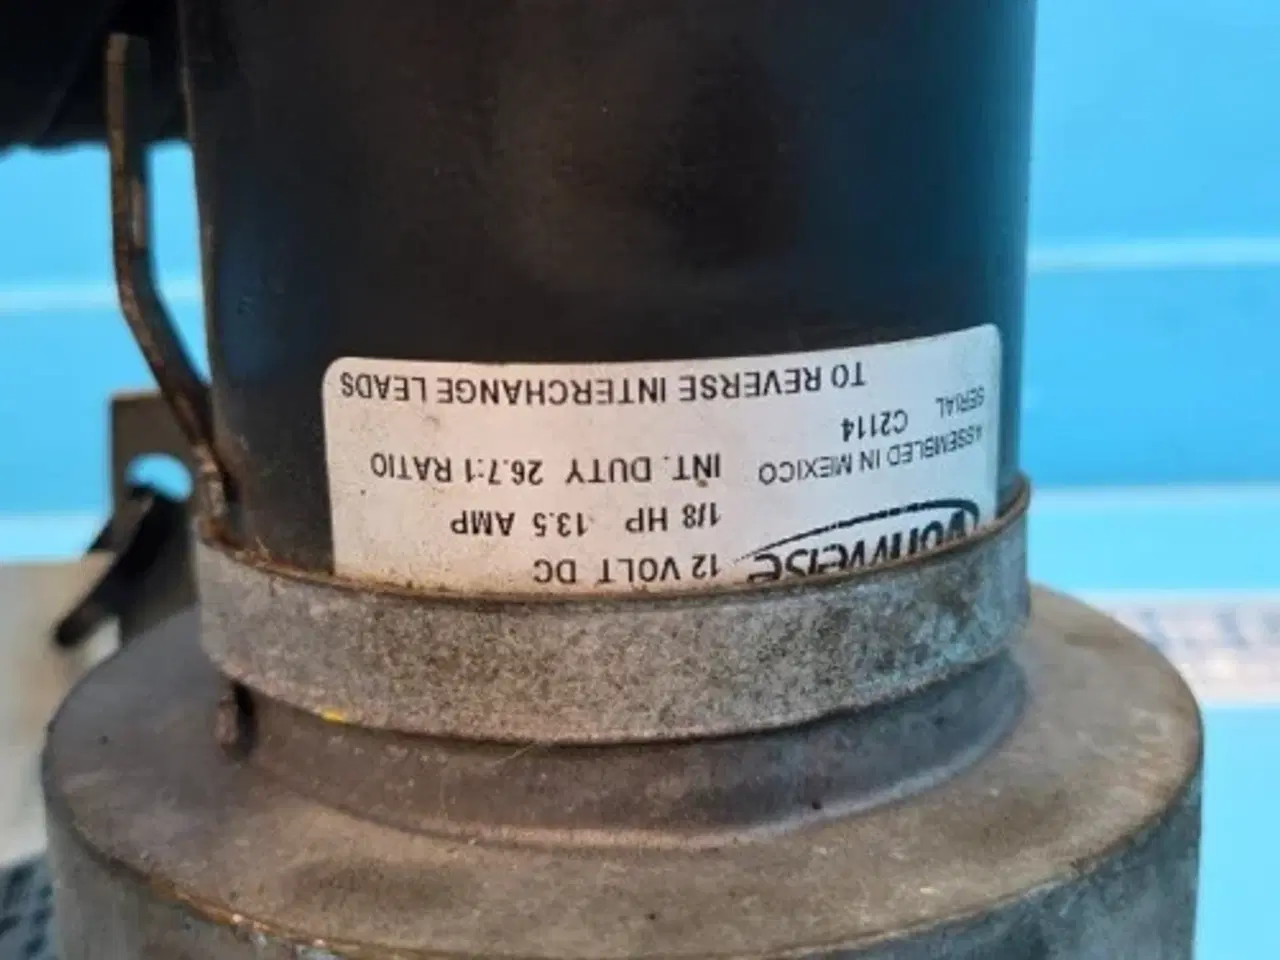 Vonweise
ASSEMBLED IN MEXICO
SERIAL C2114
12 VOLT DC
1/8 HP 13.5 AMP
INT. DUTY 26.7:1 RATIO
TO REVERSE INTERCHANGE LEADS